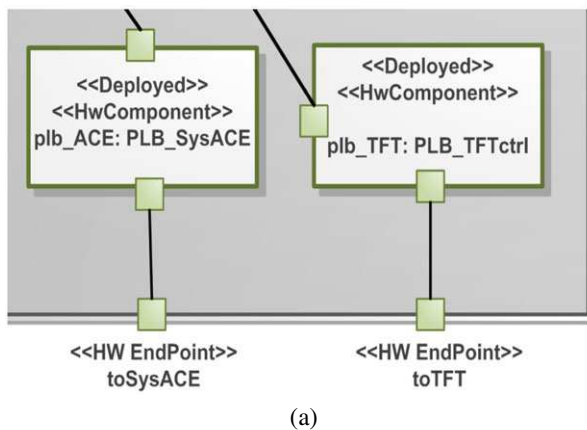 <<Deployed>>
<<HwComponent>>
plb_ACE: PLB_SysACE
<<Deployed>>
<<HwComponent>>
plb_TFT: PLB_TFTctrl
<<HW EndPoint>>
toSysACE
<<HW EndPoint>>
toTFT
(a)